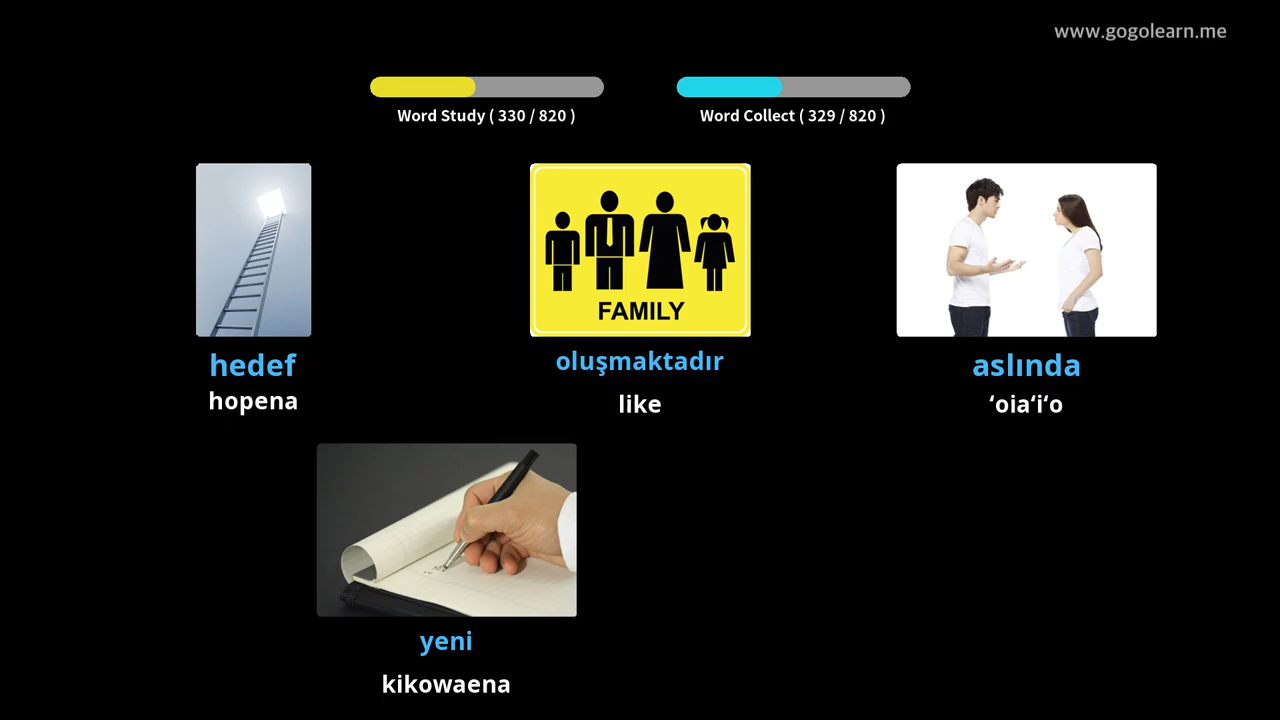 www.gogolearn.me
Word Study ( 330 / 820 )
Word Collect ( 329 / 820 )
FAMILY
hedef
hopena
oluşmaktadır
like
aslında
ʻoiaʻiʻo
yeni
kikowaena